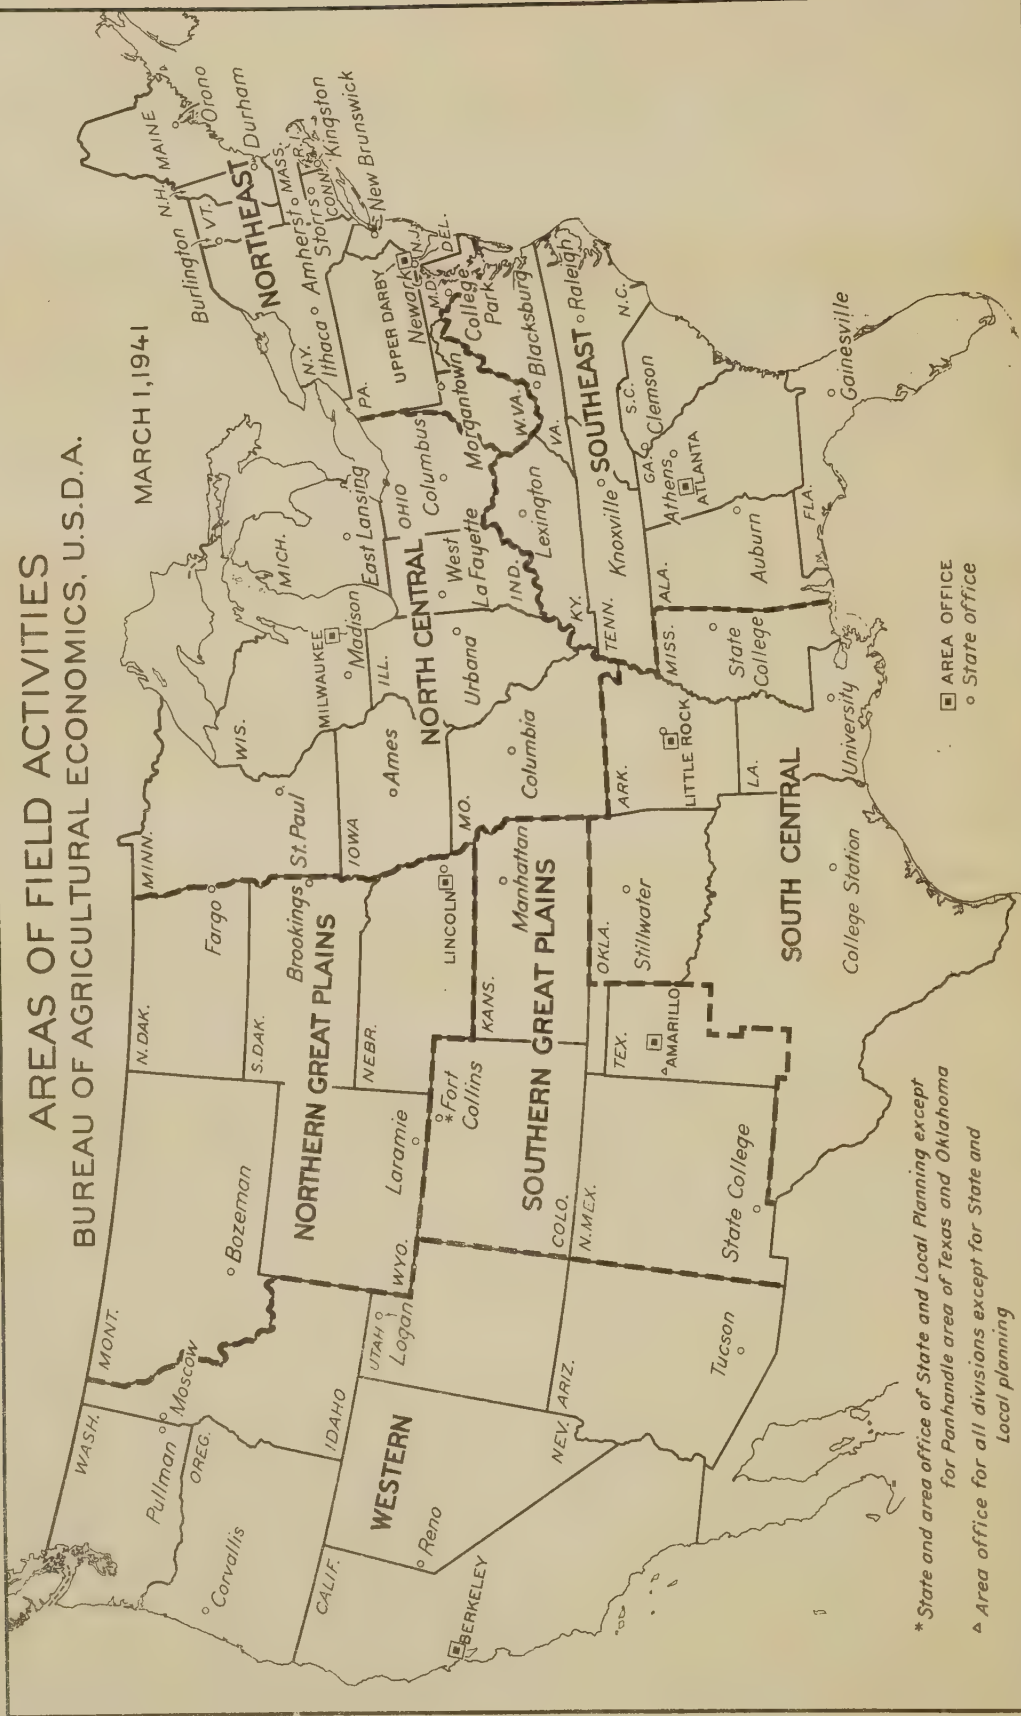 AREAS OF FIELD ACTIVITIES
BUREAU OF AGRICULTURAL ECONOMICS, U.S.D.A.
MARCH 1, 1941
WASH.
Pullman
Moscow
OREG.
Corvallis
IDAHO
CALIF.
BERKELEY
NEV.
Reno
WESTERN
UTAH
Logan
ARIZ.
Tucson
MONT.
Bozeman
WYO.
Laramie
NORTHERN GREAT PLAINS
N.DAK.
Fargo
S.DAK.
Brookings
NEBR.
LINCOLN
COLO.
*Fort
Collins
SOUTHERN GREAT PLAINS
KANS.
Manhattan
N.MEX.
State College
TEX.
AMARILLO
OKLA.
Stillwater
SOUTH CENTRAL
College Station
ARK.
LITTLE ROCK
LA.
University
MISS.
State
College
MINN.
St. Paul
WIS.
MILWAUKEE
Madison
IOWA
Ames
MO.
Columbia
NORTH CENTRAL
ILL.
Urbana
IND.
West
La Fayette
MICH.
East Lansing
OHIO
Columbus
KY.
Lexington
TENN.
Knoxville
SOUTHEAST
ALA.
Auburn
GA.
Athens
ATLANTA
FLA.
Gainesville
S.C.
Clemson
N.C.
Raleigh
VA.
Blacksburg
W.VA.
Morgantown
M.D.
College
Park
DEL.
Newark
N.J.
New Brunswick
PA.
UPPER DARBY
N.Y.
Ithaca
NORTHEAST
Burlington
VT.
N.H.
Durham
MAINE
Orono
MASS.
Amherst
CONN.
Storrs
R.I.
Kingston
AREA OFFICE
State office
* State and area office of State and Local Planning except
for Panhandle area of Texas and Oklahoma
△ Area office for all divisions except for State and
Local planning